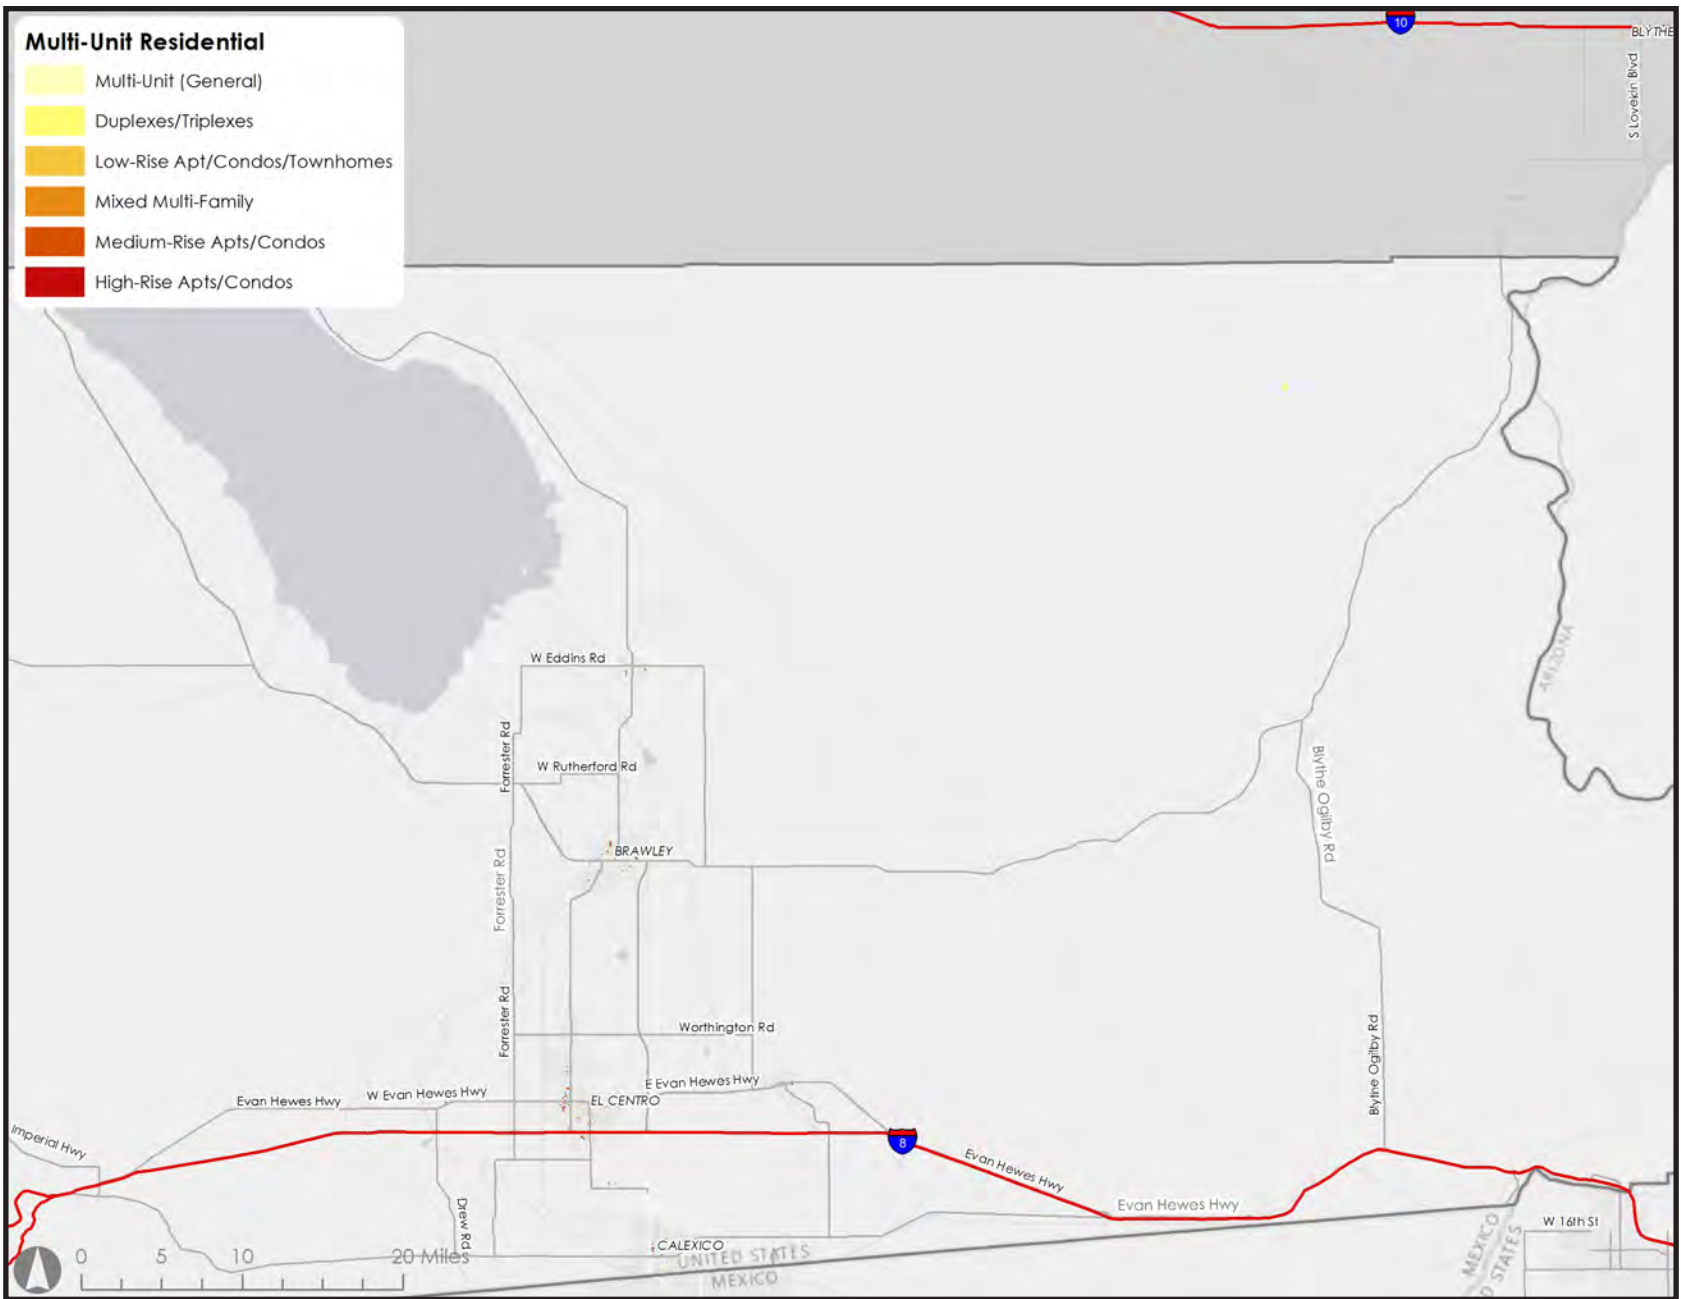 Multi-Unit Residential
Multi-Unit (General)
Duplexes/Triplexes
Low-Rise Apt/Condos/Townhomes
Mixed Multi-Family
Medium-Rise Apts/Condos
High-Rise Apts/Condos
10
BLYTHE
S Lovekin Blvd
ARIZONA
W Eddins Rd
Forrester Rd
W Rutherford Rd
Blythe Ogilby Rd
BRAWLEY
Forrester Rd
Forrester Rd
Worthington Rd
Blythe Ogilby Rd
E Evan Hewes Hwy
W Evan Hewes Hwy
Evan Hewes Hwy
EL CENTRO
Imperial Hwy
8
Evan Hewes Hwy
Evan Hewes Hwy
Drew Rd
W 16th St
CALEXICO
UNITED STATES
MEXICO
MEXICO
D STATES
0 5 10 20 Miles